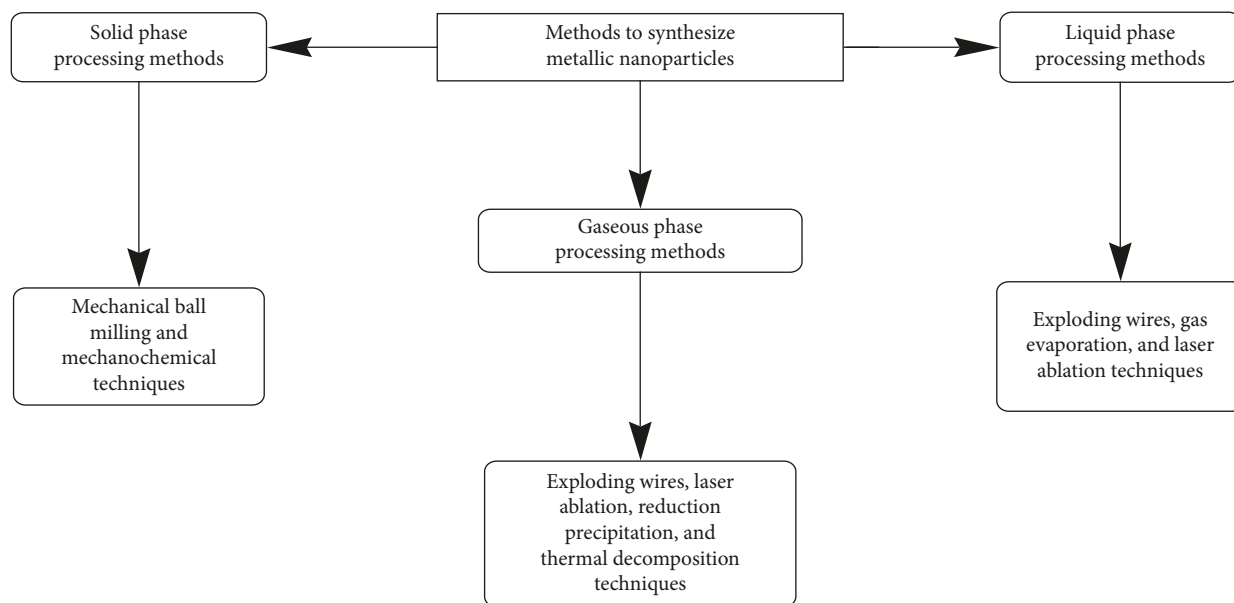 Solid phase
processing methods
Methods to synthesize
metallic nanoparticles
Liquid phase
processing methods
Gaseous phase
processing methods
Mechanical ball
milling and
mechanochemical
techniques
Exploding wires, gas
evaporation, and laser
ablation techniques
Exploding wires, laser
ablation, reduction
precipitation, and
thermal decomposition
techniques